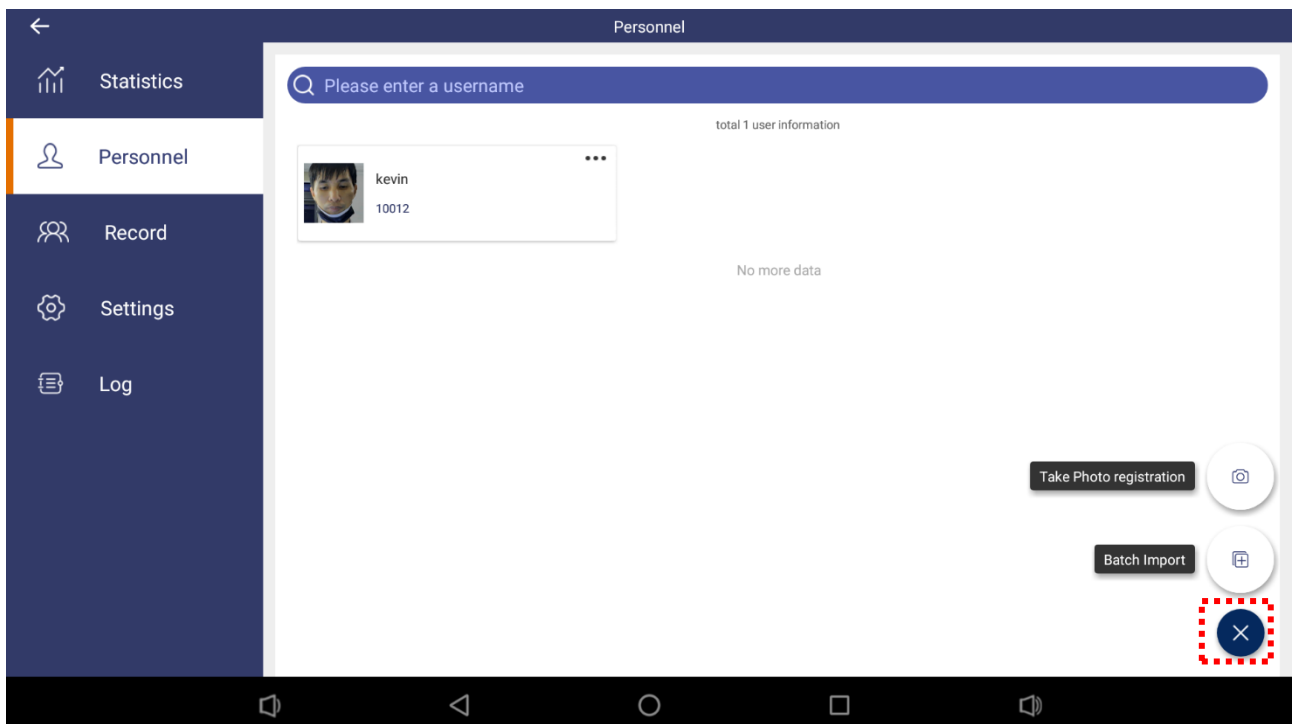 Personnel
Statistics
Personnel
Record
Settings
Log
Please enter a username
total 1 user information
kevin
10012
No more data
Take Photo registration
Batch Import